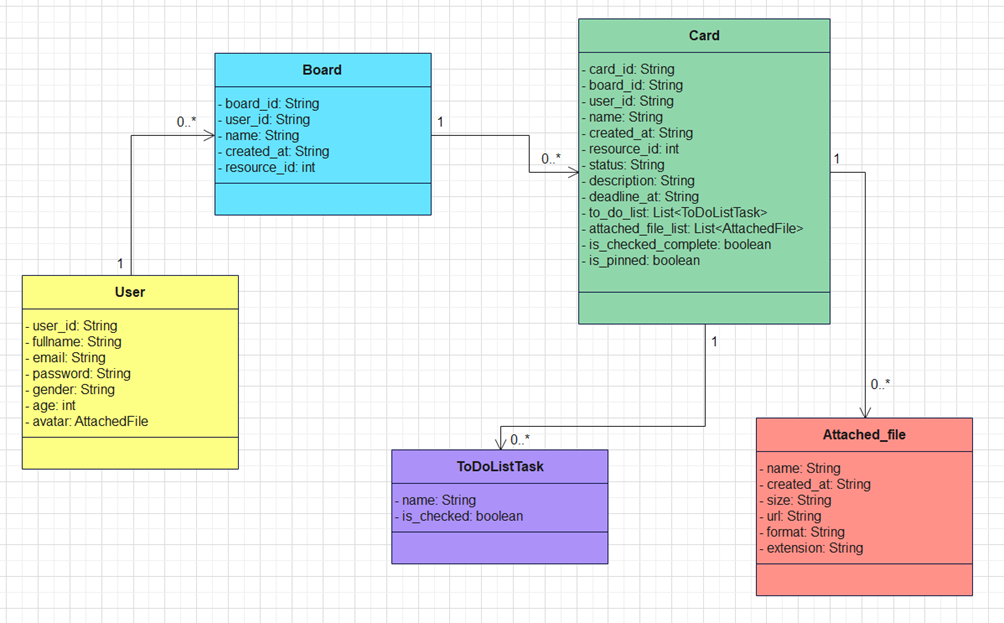 Card
- card_id: String
- board_id: String
- user_id: String
- name: String
- created_at: String
- resource_id: int
- status: String
- description: String
- deadline_at: String
- to_do_list: List<ToDoListTask>
- attached_file_list: List<AttachedFile>
- is_checked_complete: boolean
- is_pinned: boolean
Board
- board_id: String
- user_id: String
- name: String
- created_at: String
- resource_id: int
0..*
1
0..*
1
1
User
- user_id: String
- fullname: String
- email: String
- password: String
- gender: String
- age: int
- avatar: AttachedFile
1
0..*
0..*
ToDoListTask
- name: String
- is_checked: boolean
Attached_file
- name: String
- created_at: String
- size: String
- url: String
- format: String
- extension: String